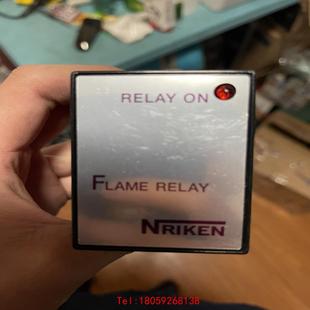 RELAY ON
FLAME RELAY
NRIKEN
Tel:18059268138